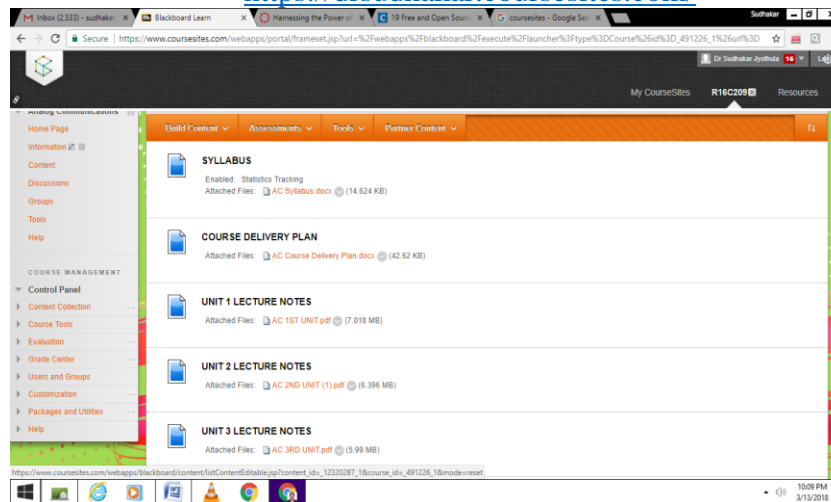 https://drsudhakar.coursesites.com/
Inbox (2,333) - sudhakar
Blackboard Learn
Harnessing the Power of
19 Free and Open Sourc
coursesites - Google Sea
Sudhakar
Secure https://www.coursesites.com/webapps/portal/frameset.jsp?url=%2Fwebapps%2Fblackboard%2Fexecute%2Flauncher%3Ftype%3DCourse%26id%3D_491226_1%26url%3D
Dr Sudhakar Jyothula 16
My CourseSites R16C209 Resources
Analog Communications
Home Page
Information
Content
Discussions
Groups
Tools
Help
COURSE MANAGEMENT
Control Panel
Content Collection
Course Tools
Evaluation
Grade Center
Users and Groups
Customization
Packages and Utilities
Help
Build Content Assessments Tools Partner Content
SYLLABUS
Enabled: Statistics Tracking
Attached Files: AC Syllabus.docx (14.624 KB)
COURSE DELIVERY PLAN
Attached Files: AC Course Delivery Plan.docx (42.62 KB)
UNIT 1 LECTURE NOTES
Attached Files: AC 1ST UNIT.pdf (7.018 MB)
UNIT 2 LECTURE NOTES
Attached Files: AC 2ND UNIT (1).pdf (6.396 MB)
UNIT 3 LECTURE NOTES
Attached Files: AC 3RD UNIT.pdf (5.99 MB)
https://www.coursesites.com/webapps/blackboard/content/listContentEditable.jsp?content_id=_12320287_1&course_id=_491226_1&mode=reset
10:09 PM
3/13/2018